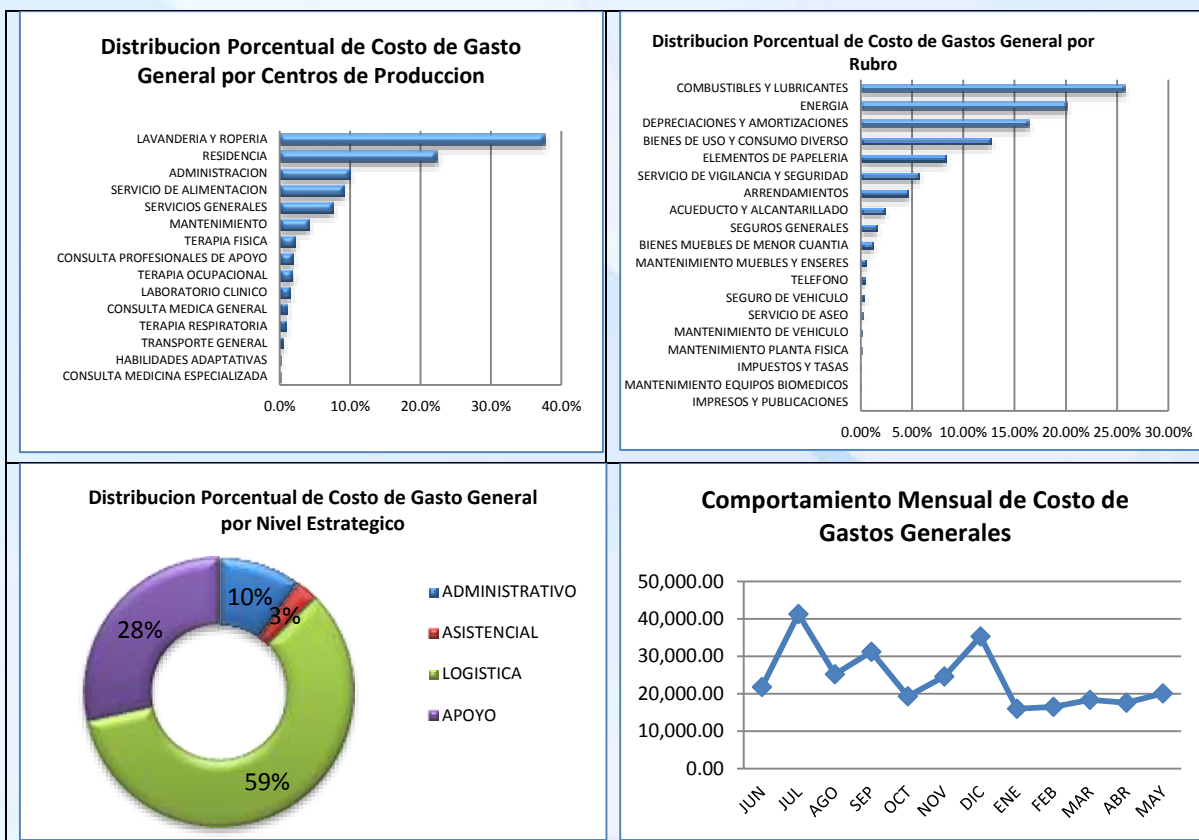 Distribucion Porcentual de Costo de Gasto
General por Centros de Produccion
LAVANDERIA Y ROPERIA
RESIDENCIA
ADMINISTRACION
SERVICIO DE ALIMENTACION
SERVICIOS GENERALES
MANTENIMIENTO
TERAPIA FISICA
CONSULTA PROFESIONALES DE APOYO
TERAPIA OCUPACIONAL
LABORATORIO CLINICO
CONSULTA MEDICA GENERAL
TERAPIA RESPIRATORIA
TRANSPORTE GENERAL
HABILIDADES ADAPTATIVAS
CONSULTA MEDICINA ESPECIALIZADA
0.0% 10.0% 20.0% 30.0% 40.0%
Distribucion Porcentual de Costo de Gastos General por
Rubro
COMBUSTIBLES Y LUBRICANTES
ENERGIA
DEPRECIACIONES Y AMORTIZACIONES
BIENES DE USO Y CONSUMO DIVERSO
ELEMENTOS DE PAPELERIA
SERVICIO DE VIGILANCIA Y SEGURIDAD
ARRENDAMIENTOS
ACUEDUCTO Y ALCANTARILLADO
SEGUROS GENERALES
BIENES MUEBLES DE MENOR CUANTIA
MANTENIMIENTO MUEBLES Y ENSERES
TELEFONO
SEGURO DE VEHICULO
SERVICIO DE ASEO
MANTENIMIENTO DE VEHICULO
MANTENIMIENTO PLANTA FISICA
IMPUESTOS Y TASAS
MANTENIMIENTO EQUIPOS BIOMEDICOS
IMPRESOS Y PUBLICACIONES
0.00% 5.00% 10.00% 15.00% 20.00% 25.00% 30.00%
Distribucion Porcentual de Costo de Gasto General
por Nivel Estrategico
10%
3%
28%
59%
ADMINISTRATIVO
ASISTENCIAL
LOGISTICA
APOYO
Comportamiento Mensual de Costo de
Gastos Generales
50,000.00
40,000.00
30,000.00
20,000.00
10,000.00
0.00
JUN JUL AGO SEP OCT NOV DIC ENE FEB MAR ABR MAY